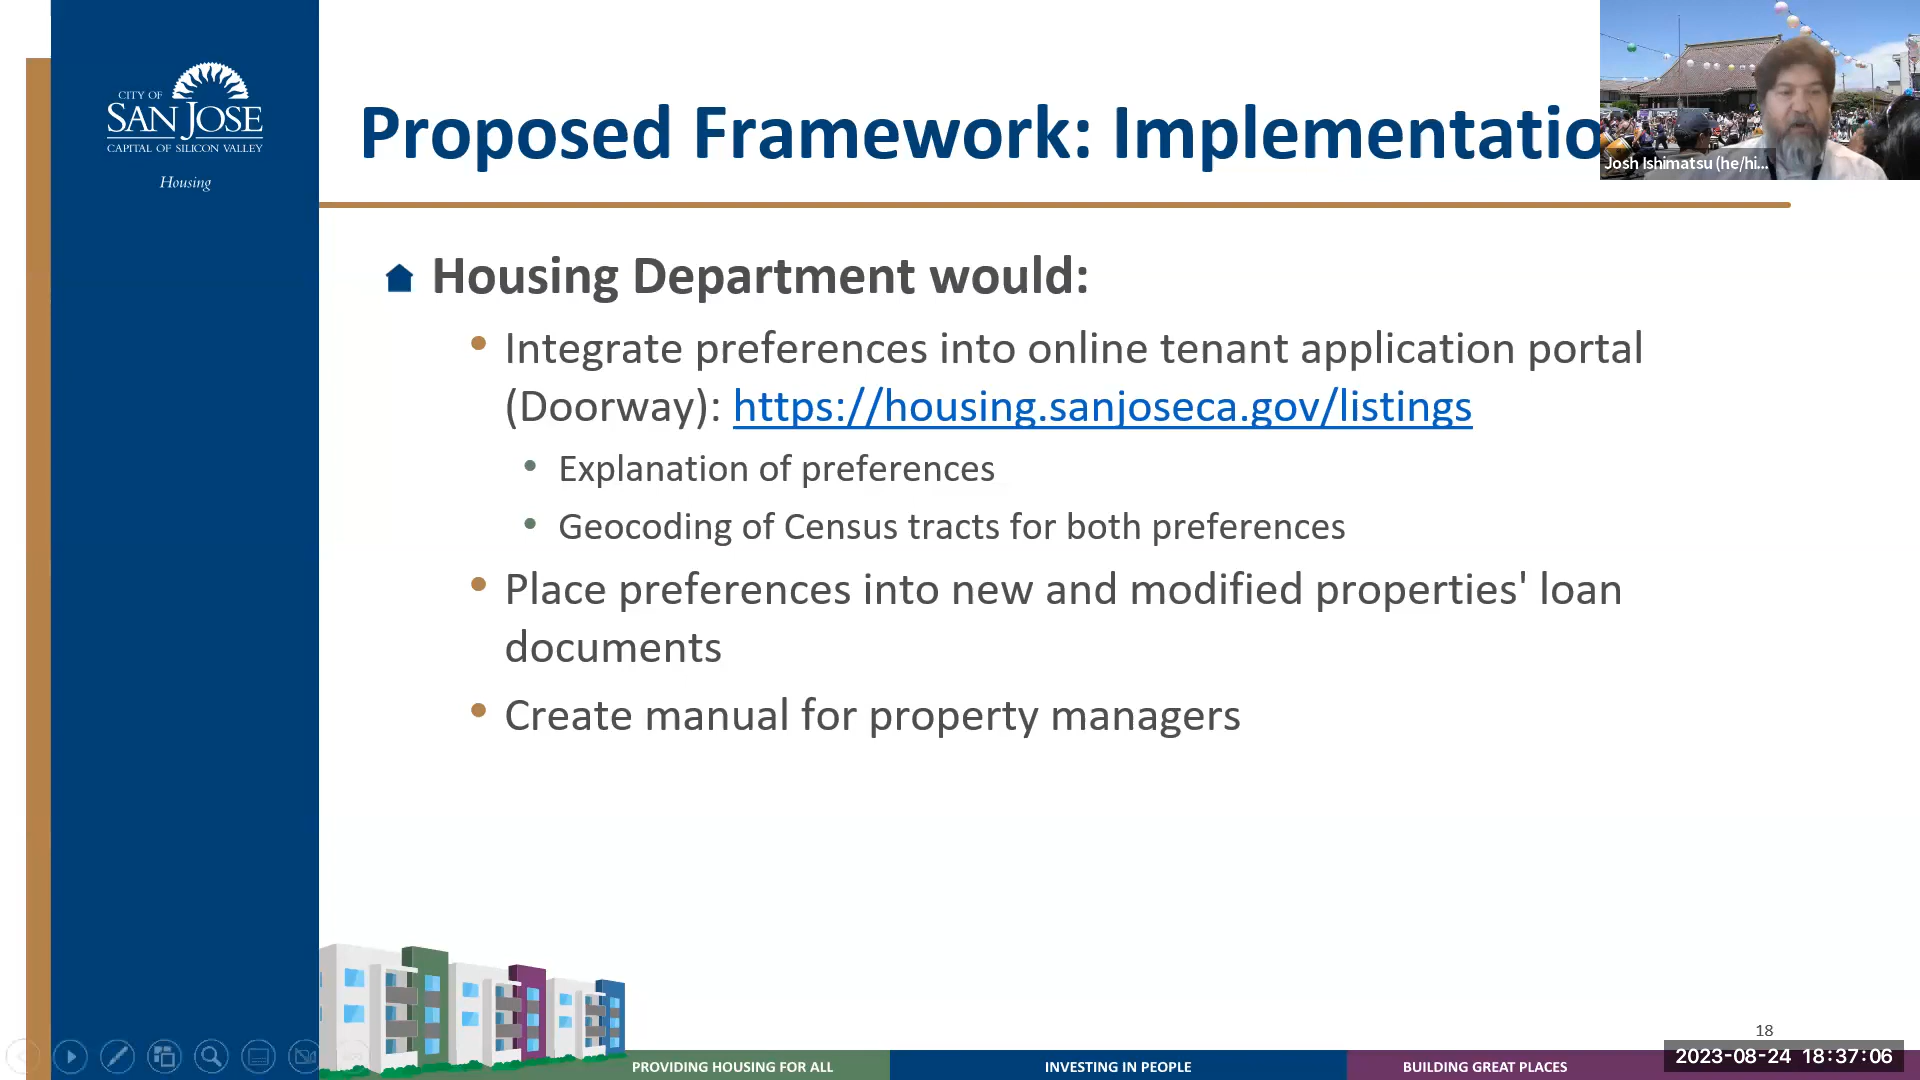 CITY OF
SAN JOSE
CAPITAL OF SILICON VALLEY
Housing
Proposed Framework: Implementatio
Josh Ishimatsu (he/hi...
Housing Department would:
Integrate preferences into online tenant application portal
(Doorway): https://housing.sanjoseca.gov/listings
Explanation of preferences
Geocoding of Census tracts for both preferences
Place preferences into new and modified properties' loan
documents
Create manual for property managers
18
PROVIDING HOUSING FOR ALL
INVESTING IN PEOPLE
BUILDING GREAT PLACES
2023-08-24 18:37:06